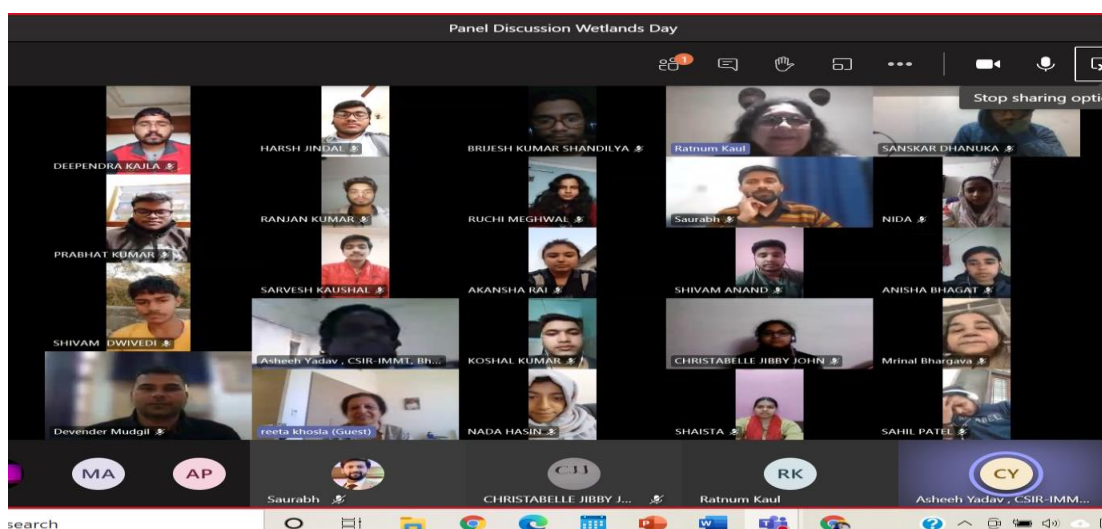 Panel Discussion Wetlands Day
1
Stop sharing opti
DEEPENDRA KAJLA
HARSH JINDAL
BRIJESH KUMAR SHANDILYA
Ratnum Kaul
SANSKAR DHANUKA
PRABHAT KUMAR
RANJAN KUMAR
RUCHI MEGHWAL
Saurabh
NIDA
SHIVAM DWIVEDI
SARVESH KAUSHAL
AKANSHA RAI
SHIVAM ANAND
ANISHA BHAGAT
Asheeh Yadav , CSIR-IMMT, Bh...
KOSHAL KUMAR
CHRISTABELLE JIBBY JOHN
Mrinal Bhargava
Devender Mudgil
reeta khosla (Guest)
NADA HASIN
SHAISTA
SAHIL PATEL
MA
AP
Saurabh
CJJ
CHRISTABELLE JIBBY J...
RK
Ratnum Kaul
CY
Asheeh Yadav , CSIR-IMM...
search